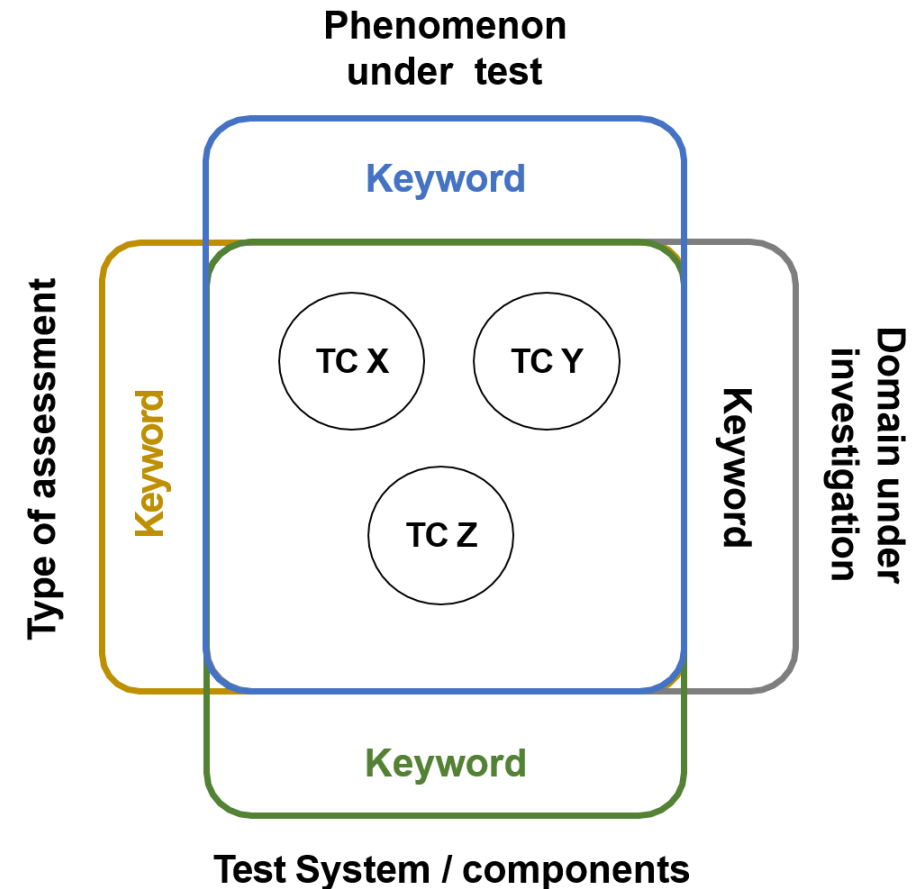 Phenomenon
under test
Keyword
Type of assessment
Keyword
TC X
TC Y
TC Z
Keyword
Domain under
investigation
Keyword
Test System / components